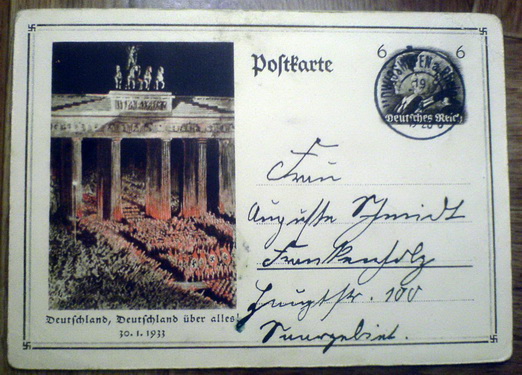 Postkarte
6 6
Deutsches Reich
Frau
Auguste Schmidt
Frankenholz
Hauptstr. 100
Saargebiet.
Deutschland, Deutschland über alles!
30. 1. 1933